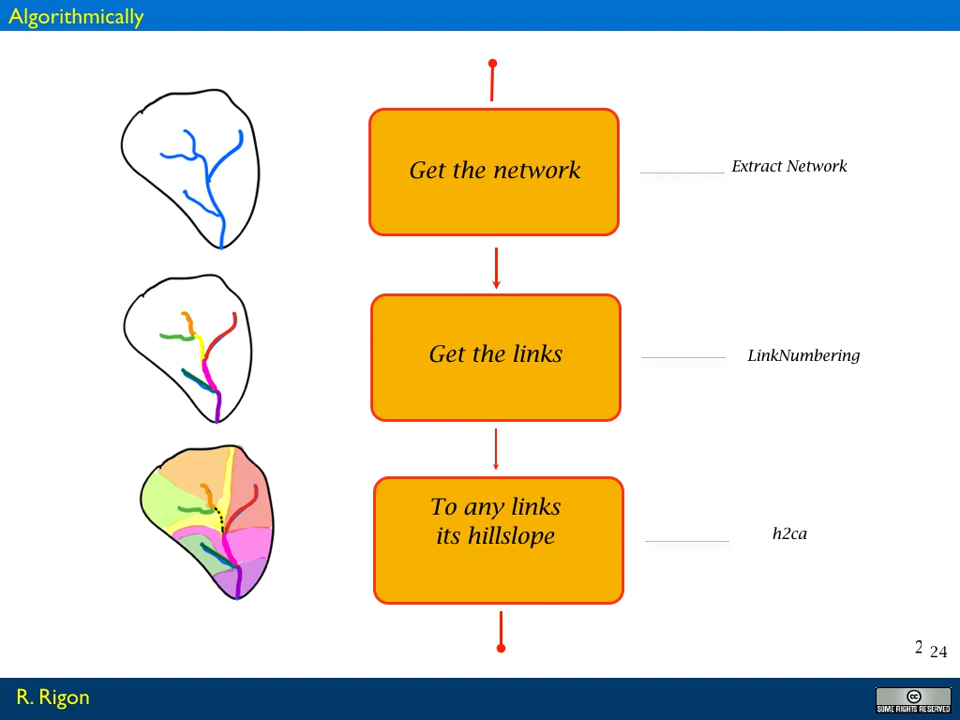 Algorithmically
Get the network
Extract Network
Get the links
LinkNumbering
To any links
its hillslope
h2ca
2
24
R. Rigon
cc
SOME RIGHTS RESERVED